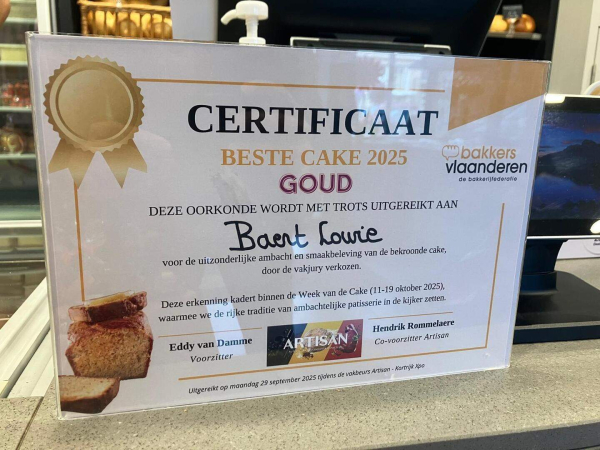 CERTIFICAAT
BESTE CAKE 2025
GOUD
bakkers
vlaanderen
de bakkerijfederatie
DEZE OORKONDE WORDT MET TROTS UITGEREIKT AAN
Baert Lowie
voor de uizonderlijke ambacht en smaakbeleving van de bekroonde cake,
door de vakjury verkozen.
Deze erkenning kadert binnen de Week van de Cake (11-19 oktober 2025),
waarmee we de rijke traditie van ambachtelijke patisserie in de kijker zetten.
Eddy van Damme
Voorzitter
ARTISAN
Hendrik Rommelaere
Co-voorzitter Artisan
Uitgereikt op maandag 29 september 2025 tijdens de vakbeurs Artisan - Kortrijk Xpo